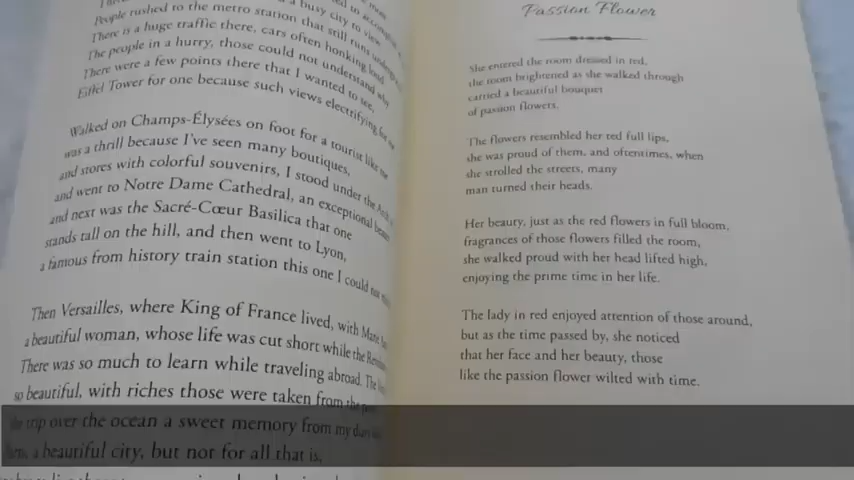 a busy city to view
People rushed to the metro station that still runs
There is a huge traffic there, cars often honking loud
The people in a hurry, those could not understand why
There were a few points there that I wanted to see,
Eiffel Tower for one because such views electrifying for
Walked on Champs-Élysées on foot for a tourist like me
was a thrill because I've seen many boutiques,
and stores with colorful souvenirs, I stood under the
and went to Notre Dame Cathedral, an exceptional
and next was the Sacré-Cœur Basilica that one
stands tall on the hill, and then went to Lyon,
a famous from history train station this one I could not
Then Versailles, where King of France lived, with
a beautiful woman, whose life was cut short while the
There was so much to learn while traveling abroad. The
so beautiful, with riches those were taken from the
trip over the ocean a sweet memory from my
a beautiful city, but not for all that is,
Passion Flower
She entered the room dressed in red,
the room brightened as she walked through
carried a beautiful bouquet
of passion flowers.
The flowers resembled her red full lips,
she was proud of them, and oftentimes, when
she strolled the streets, many
man turned their heads.
Her beauty, just as the red flowers in full bloom,
fragrances of those flowers filled the room,
she walked proud with her head lifted high,
enjoying the prime time in her life.
The lady in red enjoyed attention of those around,
but as the time passed by, she noticed
that her face and her beauty, those
like the passion flower wilted with time.